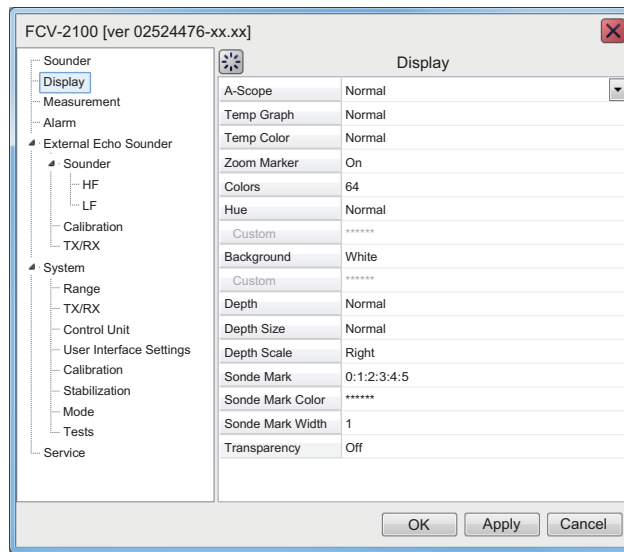 FCV-2100 [ver 02524476-xx.xx]
Sounder
Display
Measurement
Alarm
External Echo Sounder
Sounder
HF
LF
Calibration
TX/RX
System
Range
TX/RX
Control Unit
User Interface Settings
Calibration
Stabilization
Mode
Tests
Service
Display
A-Scope Normal
Temp Graph Normal
Temp Color Normal
Zoom Marker On
Colors 64
Hue Normal
Custom ******
Background White
Custom ******
Depth Normal
Depth Size Normal
Depth Scale Right
Sonde Mark 0:1:2:3:4:5
Sonde Mark Color ******
Sonde Mark Width 1
Transparency Off
OK Apply Cancel